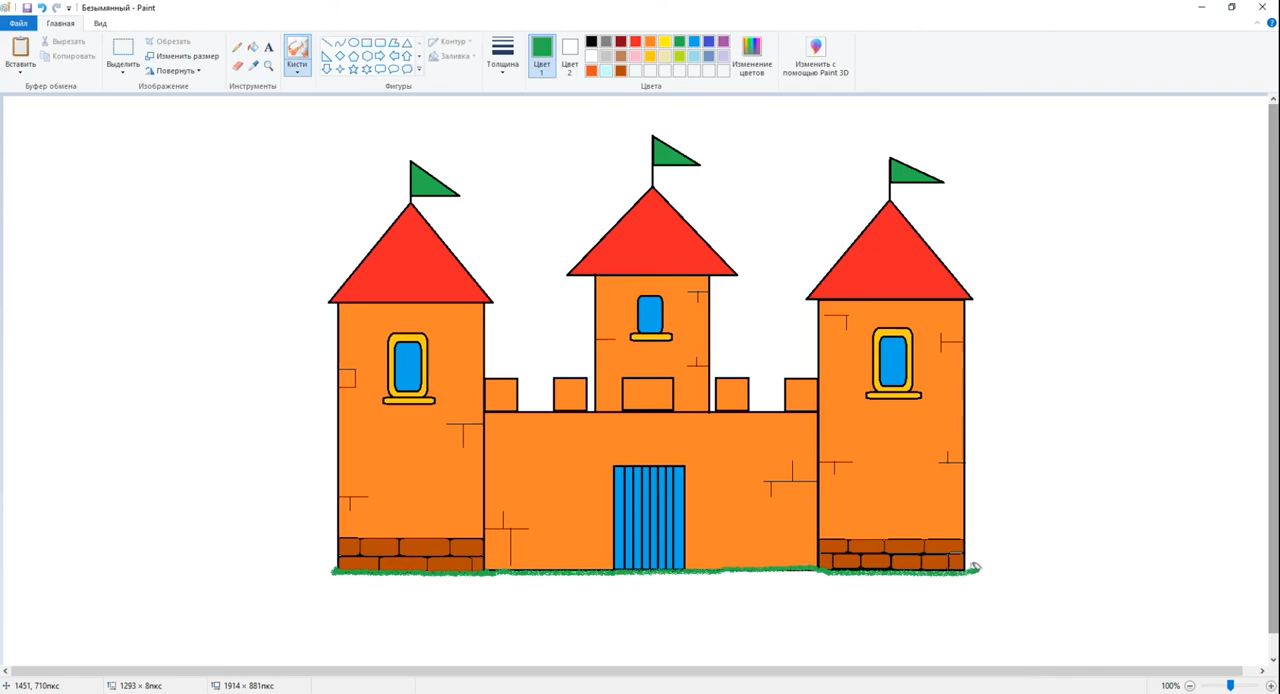 Безымянный - Paint
Файл Главная Вид
Вставить
Вырезать
Копировать
Буфер обмена
Выделить
Обрезать
Изменить размер
Повернуть
Изображение
Инструменты
Кисти
Фигуры
Контур
Заливка
Толщина
Цвет
1
Цвет
2
Цвета
Изменение
цветов
Изменить с
помощью Paint 3D
1451, 710пкс 1293 × 8пкс 1914 × 881пкс 100%